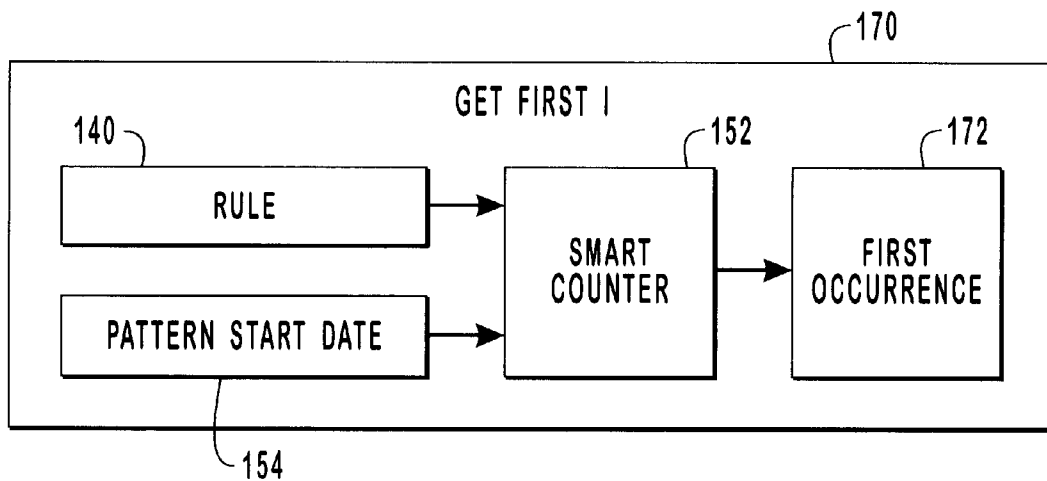 170
GET FIRST I
140
152
172
RULE
SMART
COUNTER
FIRST
OCCURRENCE
PATTERN START DATE
154